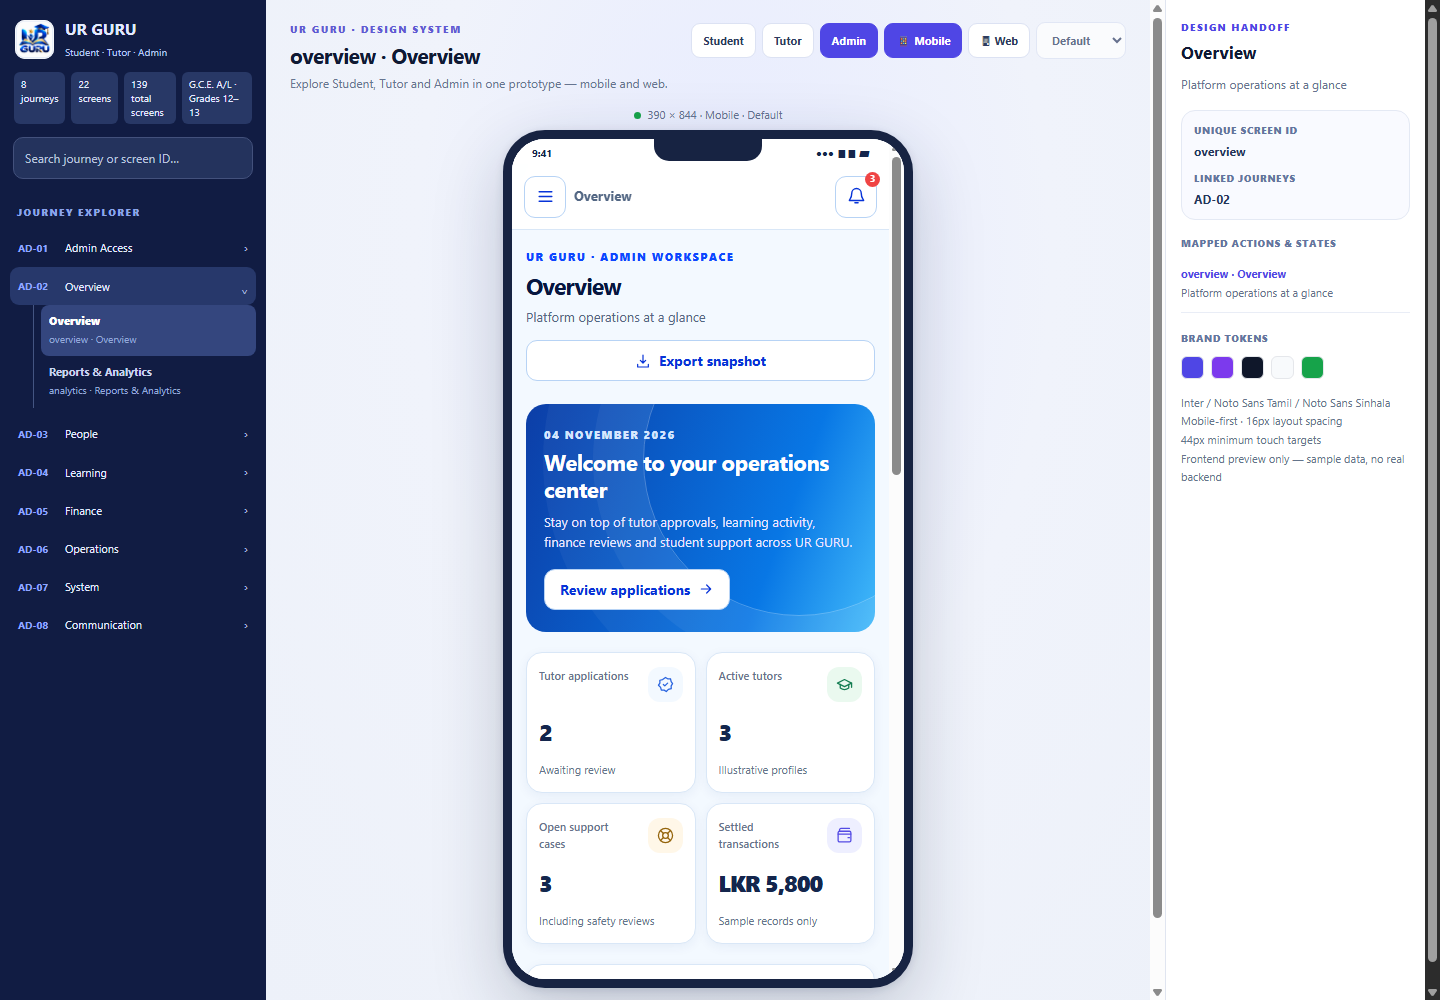 UR GURU
Student · Tutor · Admin
8 journeys
22 screens
139 total screens
G.C.E. A/L · Grades 12–13
Search journey or screen ID...
JOURNEY EXPLORER
AD-01 Admin Access ›
AD-02 Overview
Overview
overview · Overview
Reports & Analytics
analytics · Reports & Analytics
AD-03 People ›
AD-04 Learning ›
AD-05 Finance ›
AD-06 Operations ›
AD-07 System ›
AD-08 Communication ›
UR GURU · DESIGN SYSTEM
overview · Overview
Explore Student, Tutor and Admin in one prototype — mobile and web.
Student
Tutor
Admin
Mobile
Web
Default
390 × 844 · Mobile · Default
9:41
Overview
3
UR GURU · ADMIN WORKSPACE
Overview
Platform operations at a glance
Export snapshot
04 NOVEMBER 2026
Welcome to your operations
center
Stay on top of tutor approvals, learning activity,
finance reviews and student support across UR GURU.
Review applications →
Tutor applications
2
Awaiting review
Active tutors
3
Illustrative profiles
Open support
cases
3
Including safety reviews
Settled
transactions
LKR 5,800
Sample records only
DESIGN HANDOFF
Overview
Platform operations at a glance
UNIQUE SCREEN ID
overview
LINKED JOURNEYS
AD-02
MAPPED ACTIONS & STATES
overview · Overview
Platform operations at a glance
BRAND TOKENS
Inter / Noto Sans Tamil / Noto Sans Sinhala
Mobile-first · 16px layout spacing
44px minimum touch targets
Frontend preview only — sample data, no real
backend